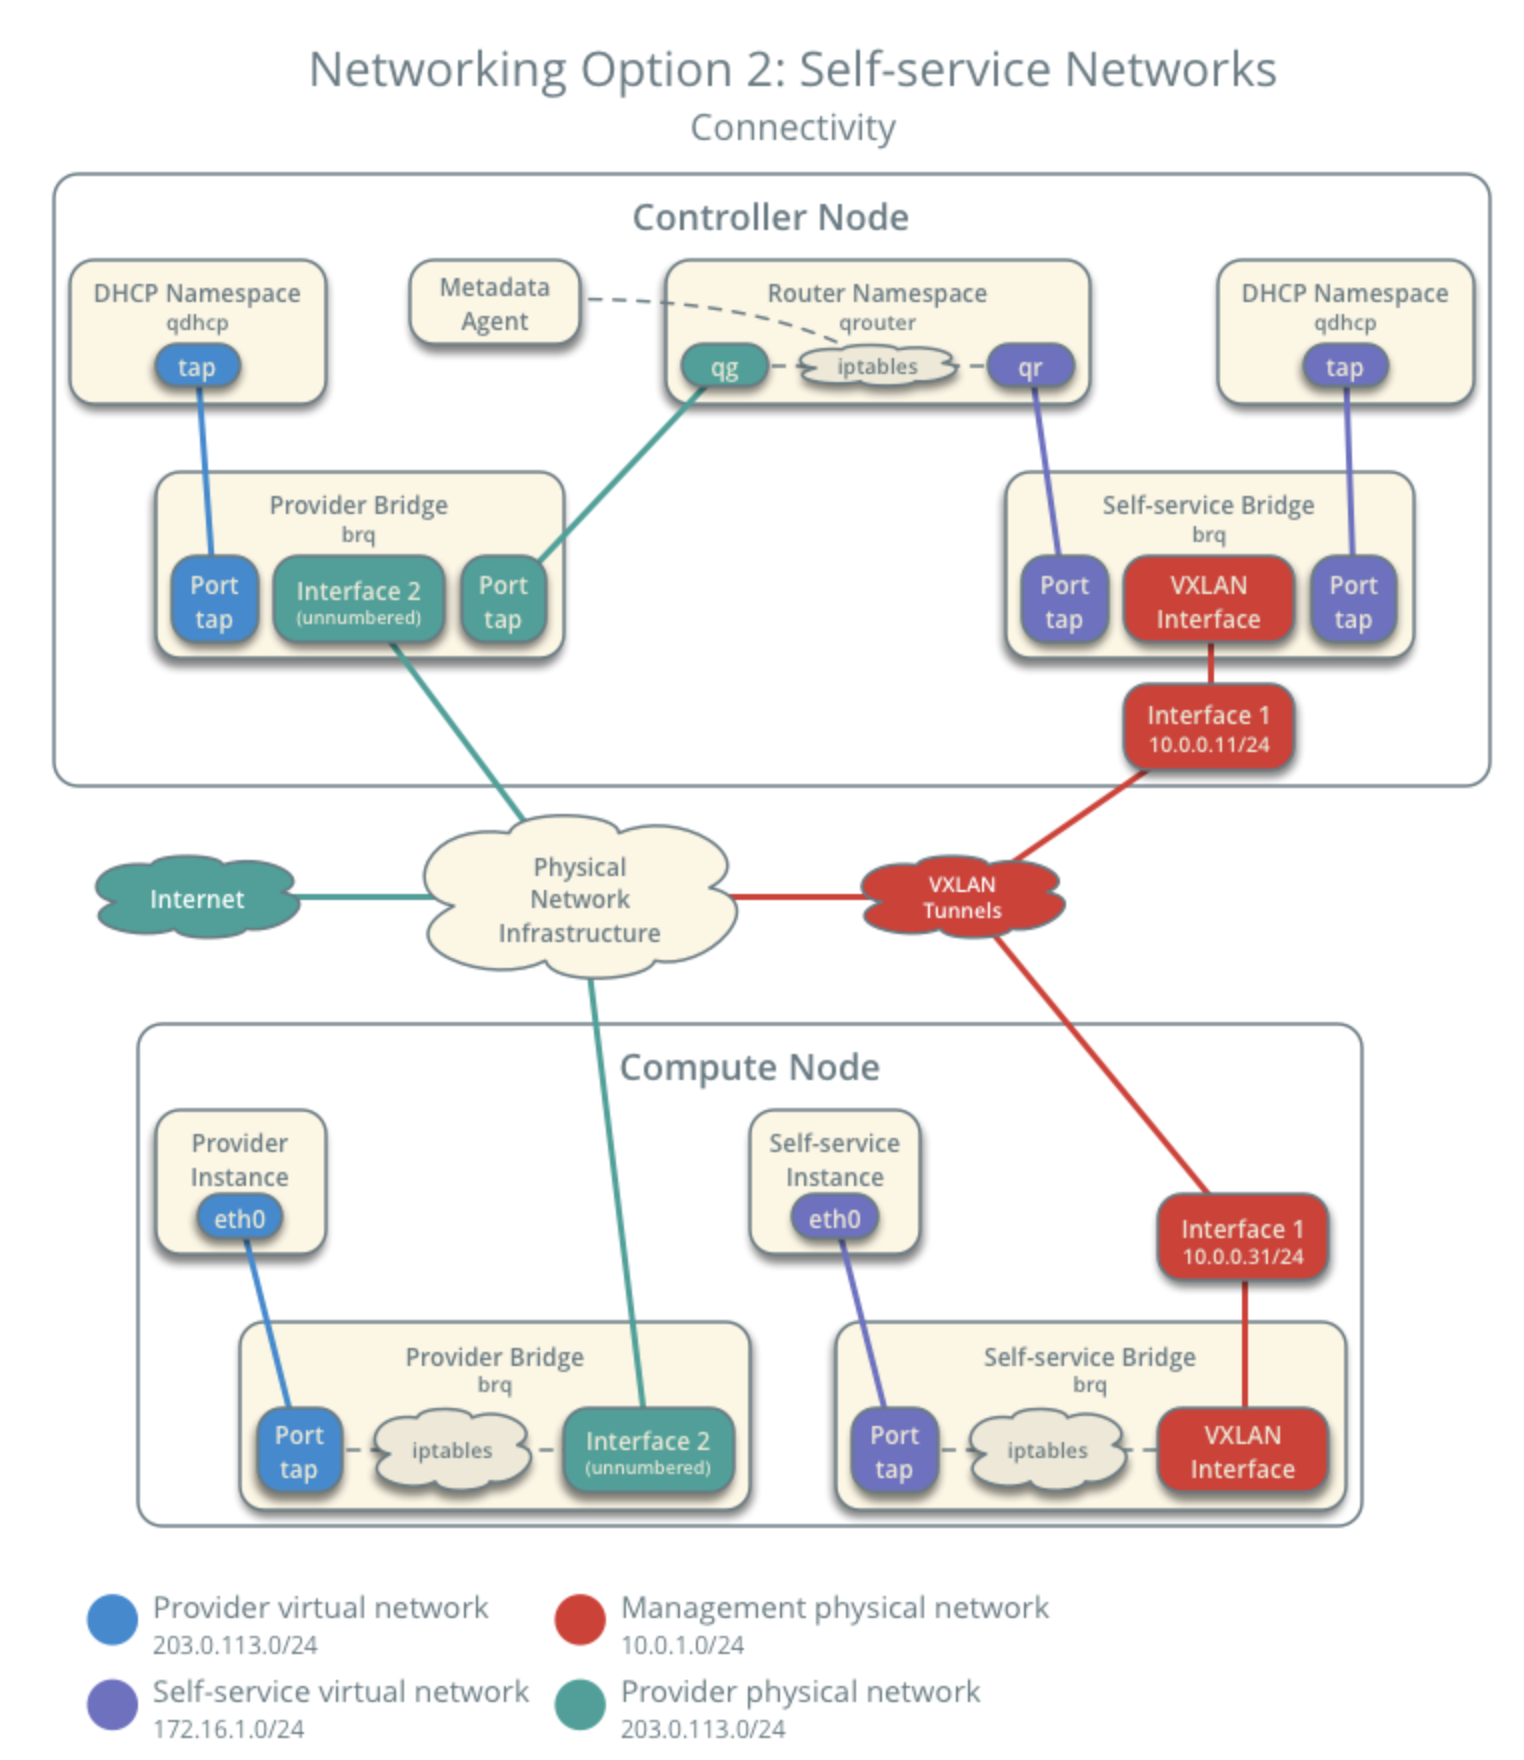 Networking Option 2: Self-service Networks
Connectivity
Controller Node
DHCP Namespace
qdhcp
tap
Metadata
Agent
Router Namespace
qrouter
qg
iptables
qr
DHCP Namespace
qdhcp
tap
Provider Bridge
brq
Port
tap
Interface 2
(unnumbered)
Port
tap
Self-service Bridge
brq
Port
tap
VXLAN
Interface
Port
tap
Interface 1
10.0.0.11/24
Internet
Physical
Network
Infrastructure
VXLAN
Tunnels
Compute Node
Provider
Instance
eth0
Self-service
Instance
eth0
Interface 1
10.0.0.31/24
Provider Bridge
brq
Port
tap
iptables
Interface 2
(unnumbered)
Self-service Bridge
brq
Port
tap
iptables
VXLAN
Interface
Provider virtual network
203.0.113.0/24
Management physical network
10.0.1.0/24
Self-service virtual network
172.16.1.0/24
Provider physical network
203.0.113.0/24